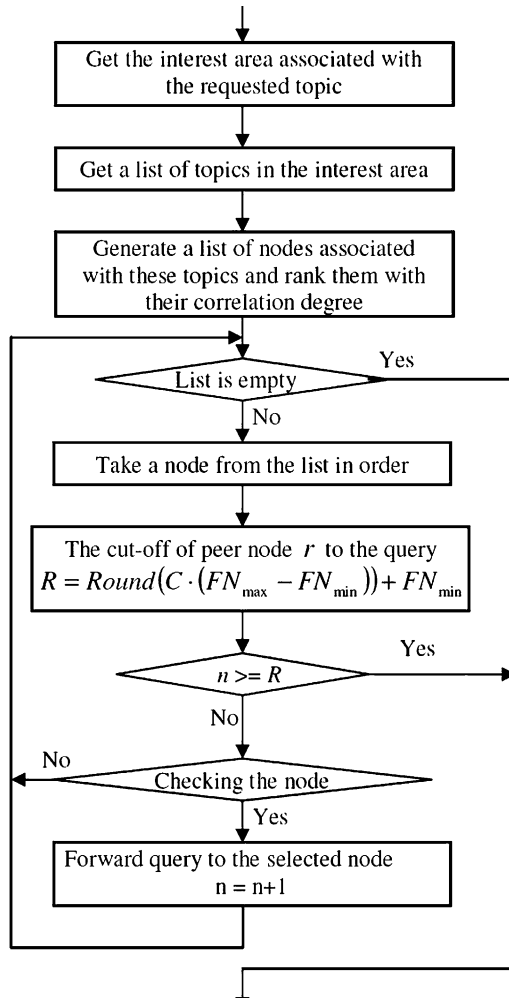 Get the interest area associated with
the requested topic
Get a list of topics in the interest area
Generate a list of nodes associated
with these topics and rank them with
their correlation degree
Yes
List is empty
No
Take a node from the list in order
The cut-off of peer node r to the query
R = Round(C · (FN_max − FN_min)) + FN_min
Yes
n >= R
No
No
Checking the node
Yes
Forward query to the selected node
n = n+1